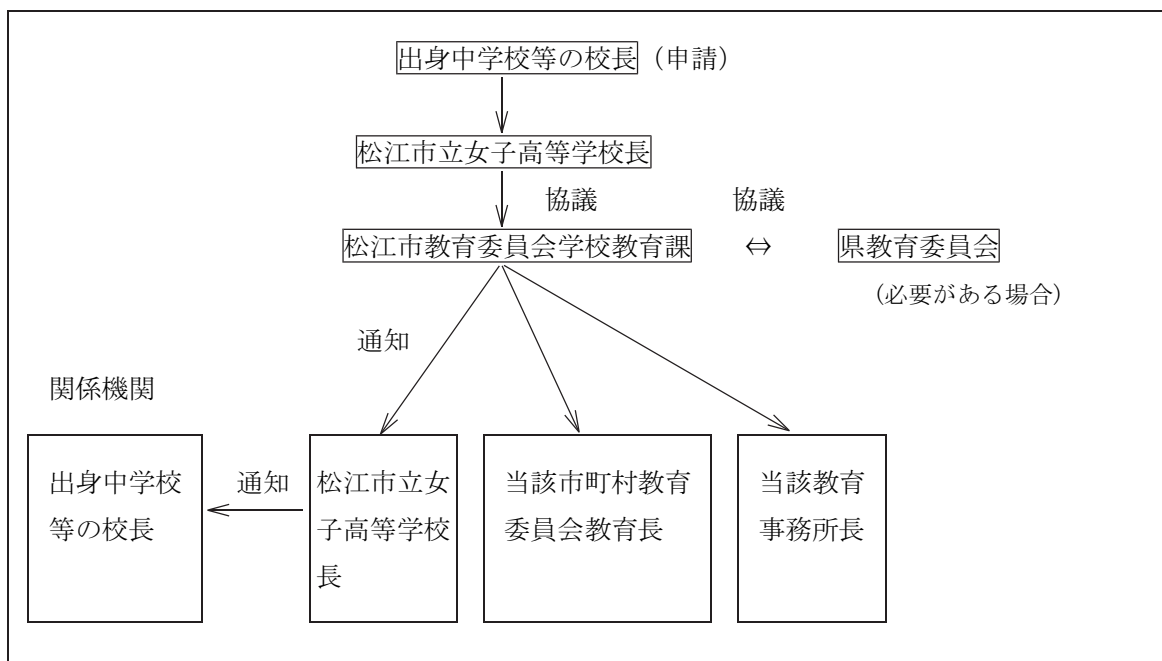 出身中学校等の校長（申請）
松江市立女子高等学校長
協議
協議
松江市教育委員会学校教育課
⇔
県教育委員会
（必要がある場合）
通知
関係機関
出身中学校
等の校長
通知
松江市立女
子高等学校
長
当該市町村教育
委員会教育長
当該教育
事務所長